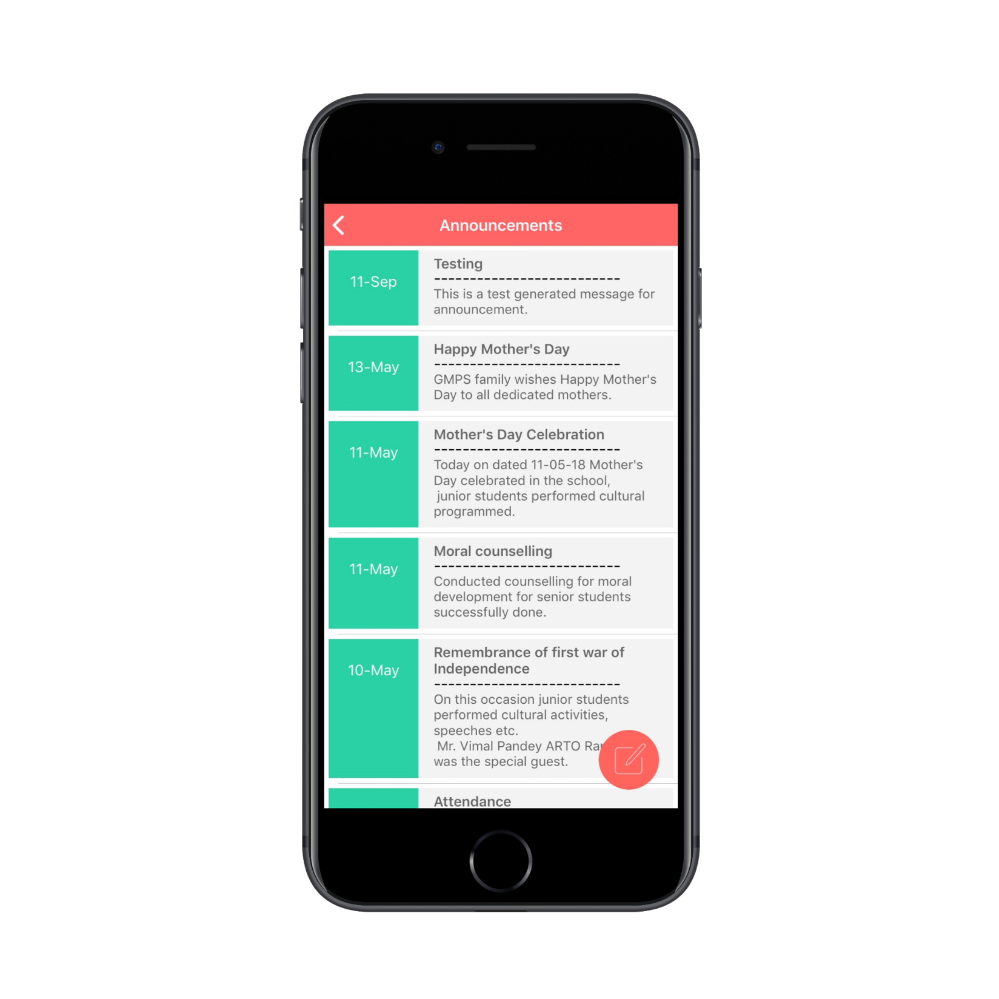 Announcements
11-Sep
Testing
--------------------------
This is a test generated message for
announcement.
13-May
Happy Mother's Day
--------------------------
GMPS family wishes Happy Mother's
Day to all dedicated mothers.
11-May
Mother's Day Celebration
--------------------------
Today on dated 11-05-18 Mother's
Day celebrated in the school,
junior students performed cultural
programmed.
11-May
Moral counselling
--------------------------
Conducted counselling for moral
development for senior students
successfully done.
10-May
Remembrance of first war of
Independence
--------------------------
On this occasion junior students
performed cultural activities,
speeches etc.
Mr. Vimal Pandey ARTO
was the special guest.
Attendance